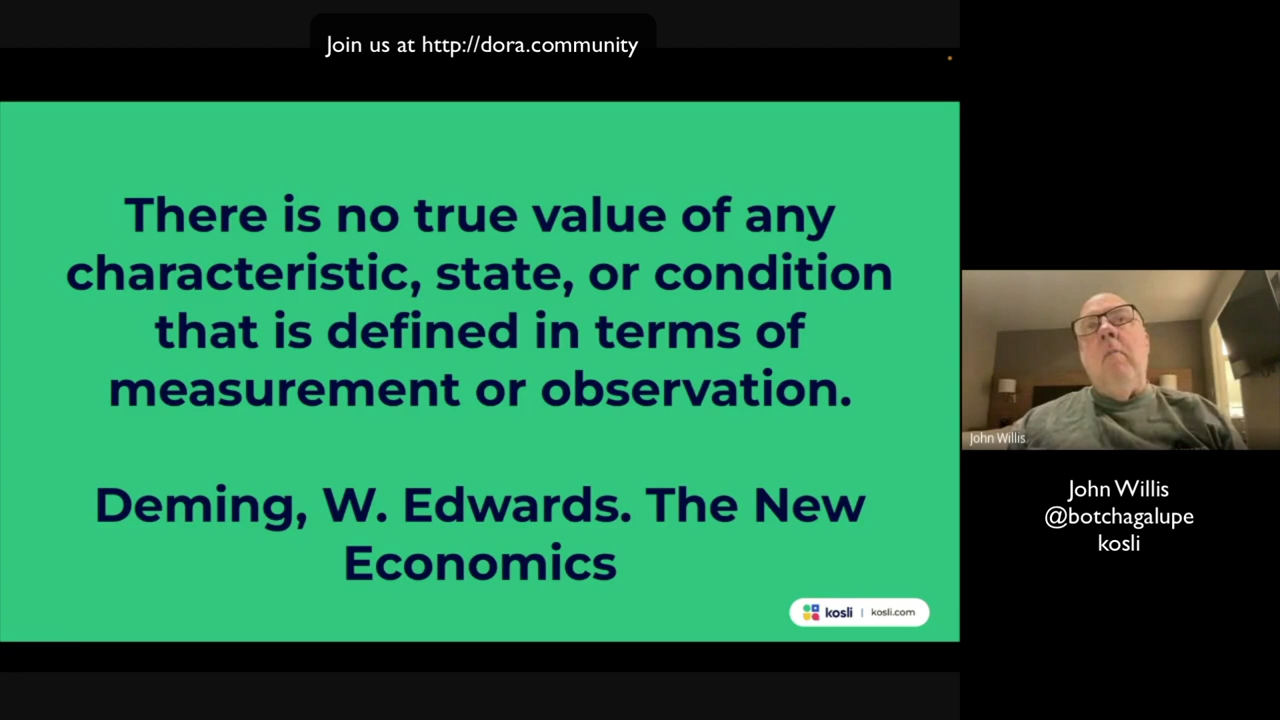 Join us at http://dora.community
There is no true value of any
characteristic, state, or condition
that is defined in terms of
measurement or observation.
Deming, W. Edwards. The New
Economics
kosli | kosli.com
John Willis
John Willis
@botchagalupe
kosli